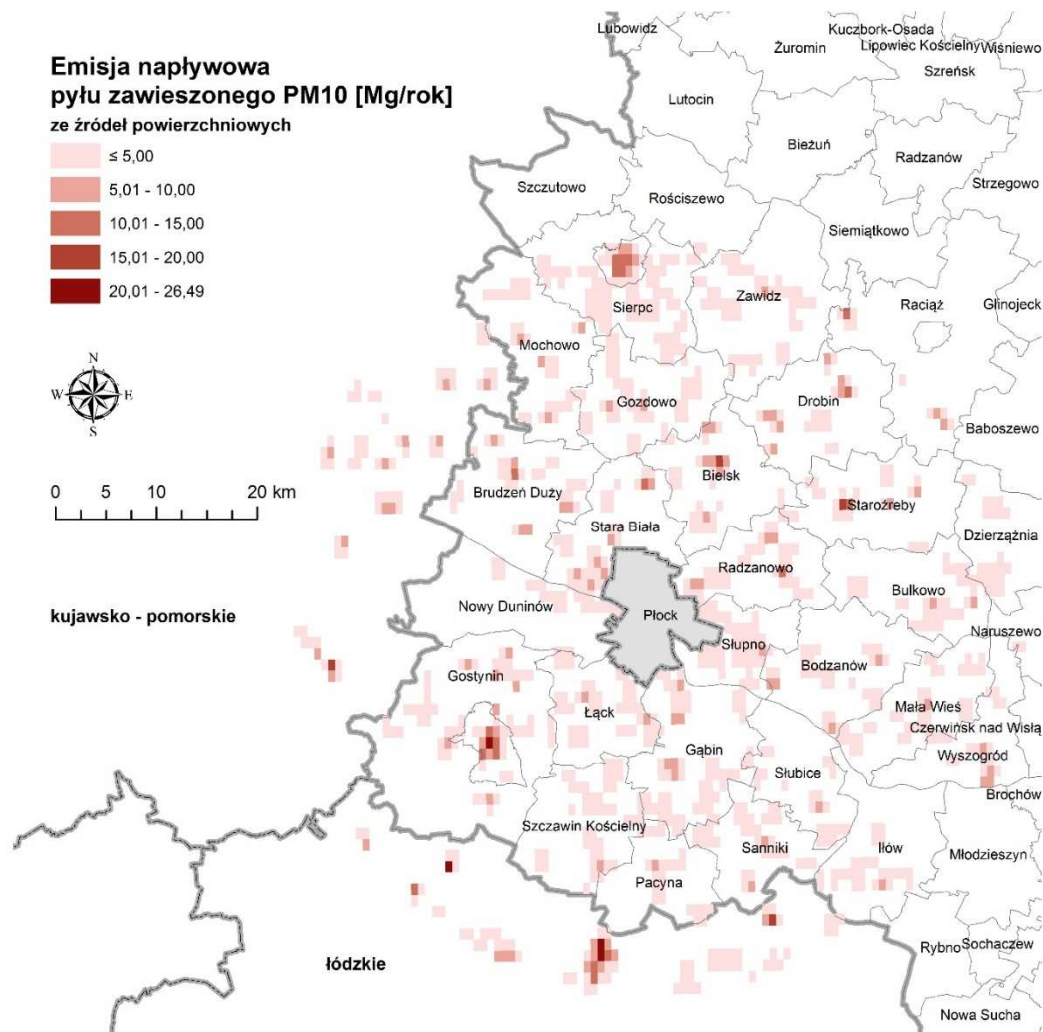 Emisja napływowa
pyłu zawieszonego PM10 [Mg/rok]
ze źródeł powierzchniowych
≤ 5,00
5,01 - 10,00
10,01 - 15,00
15,01 - 20,00
20,01 - 26,49
N
W E
S
0 5 10 20 km
kujawsko - pomorskie
łódzkie
Lubowidz
Kuczbork-Osada
Żuromin
Lipowiec Kościelny
Wiśniewo
Szreńsk
Lutocin
Bieżuń
Radzanów
Strzegowo
Szczutowo
Rościszewo
Siemiątkowo
Sierpc
Zawidz
Raciąż
Glinojeck
Mochowo
Gozdowo
Drobin
Baboszewo
Bielsk
Brudzeń Duży
Staroźreby
Stara Biała
Dzierzążnia
Radzanowo
Bulkowo
Nowy Duninów
Płock
Słupno
Naruszewo
Bodzanów
Gostynin
Łąck
Mała Wieś
Czerwińsk nad Wisłą
Gąbin
Wyszogród
Słubice
Brochów
Szczawin Kościelny
Sanniki
Iłów
Młodzieszyn
Pacyna
Rybno
Sochaczew
Nowa Sucha